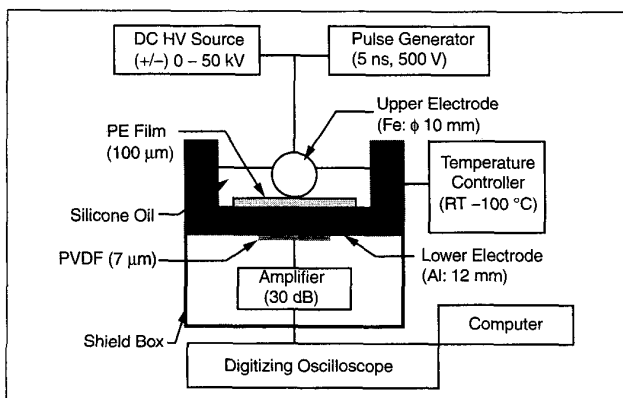 DC HV Source
(+/–) 0 – 50 kV
Pulse Generator
(5 ns, 500 V)
Upper Electrode
(Fe: ϕ 10 mm)
PE Film
(100 μm)
Temperature
Controller
(RT –100 °C)
Silicone Oil
PVDF (7 μm)
Lower Electrode
(Al: 12 mm)
Amplifier
(30 dB)
Shield Box
Computer
Digitizing Oscilloscope